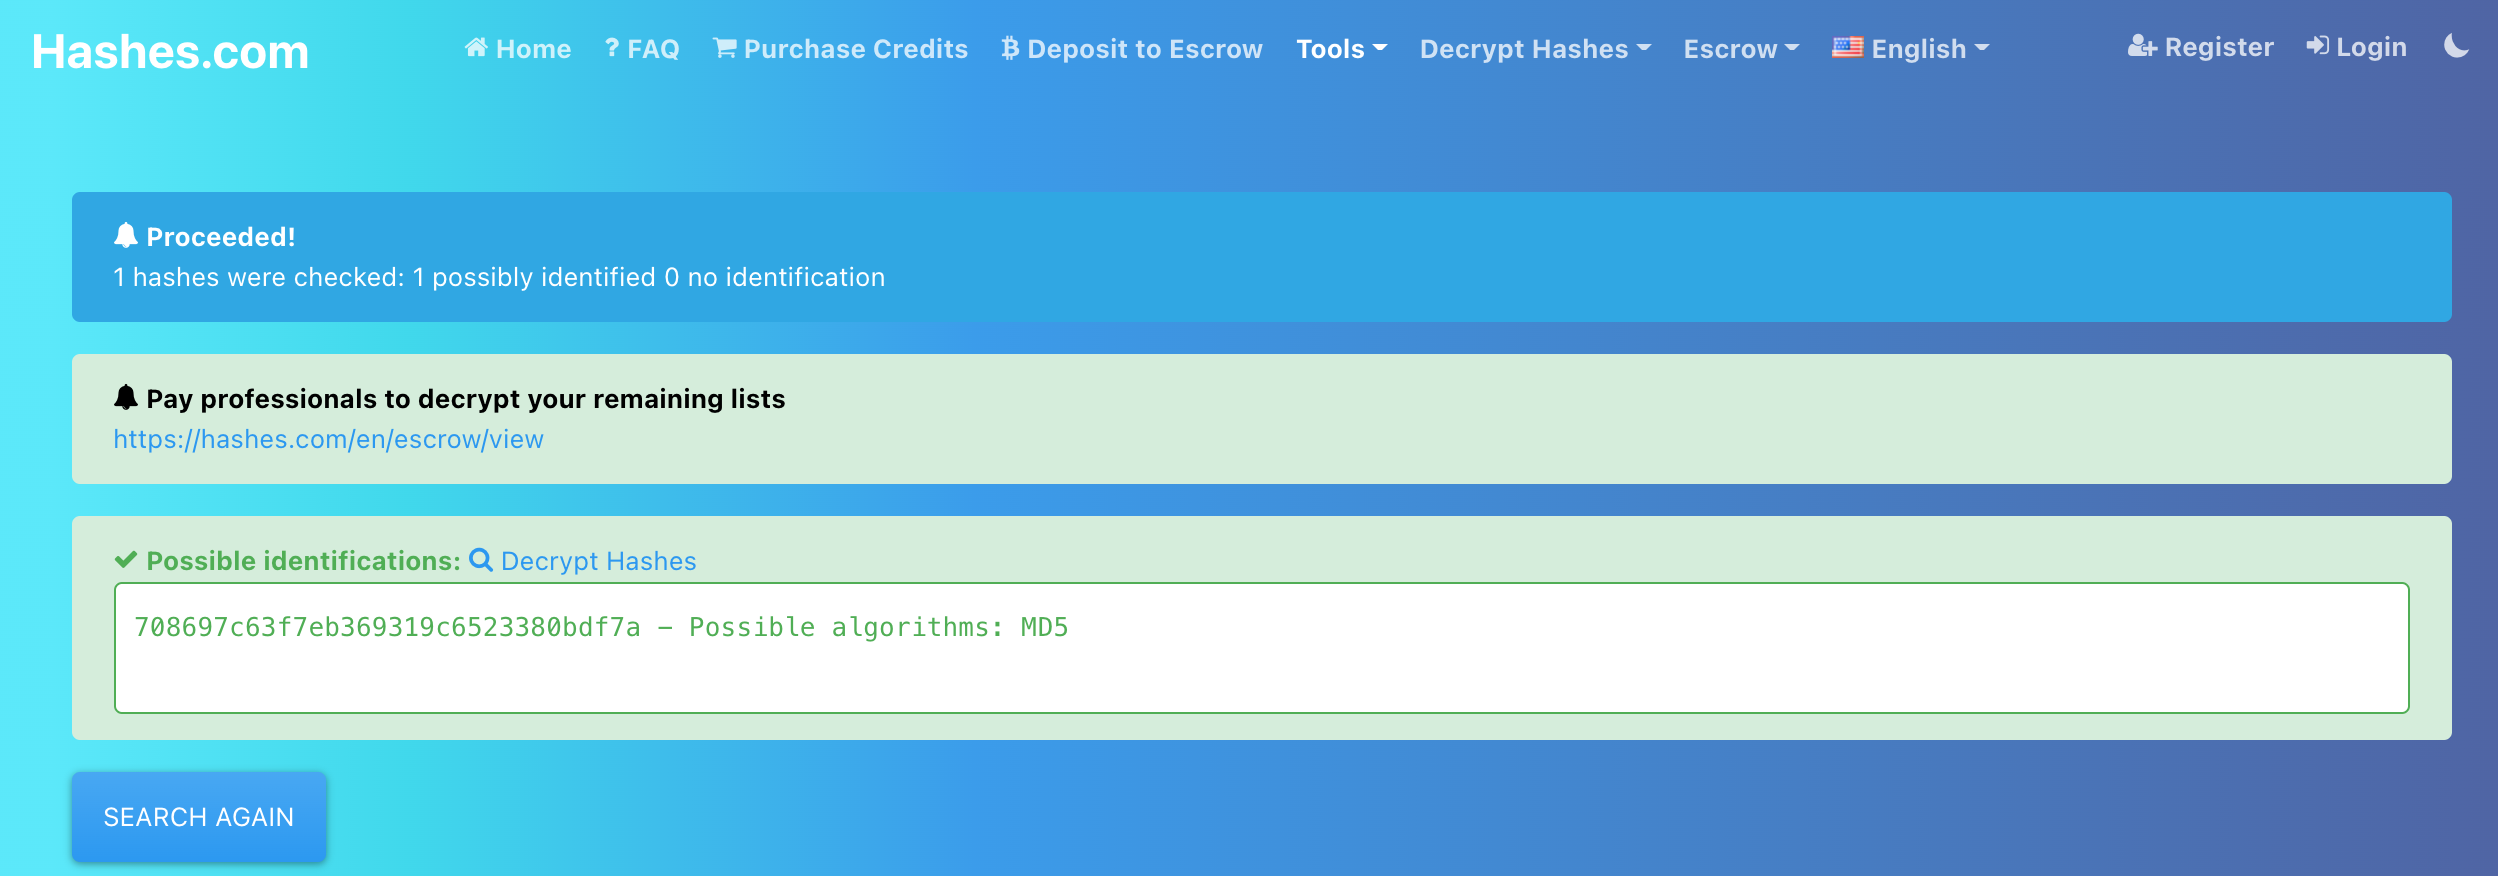 Hashes.com
Home
? FAQ
Purchase Credits
Deposit to Escrow
Tools
Decrypt Hashes
Escrow
English
Register
Login
Proceeded!
1 hashes were checked: 1 possibly identified 0 no identification
Pay professionals to decrypt your remaining lists
https://hashes.com/en/escrow/view
Possible identifications: Decrypt Hashes
708697c63f7eb369319c6523380bdf7a – Possible algorithms: MD5
SEARCH AGAIN